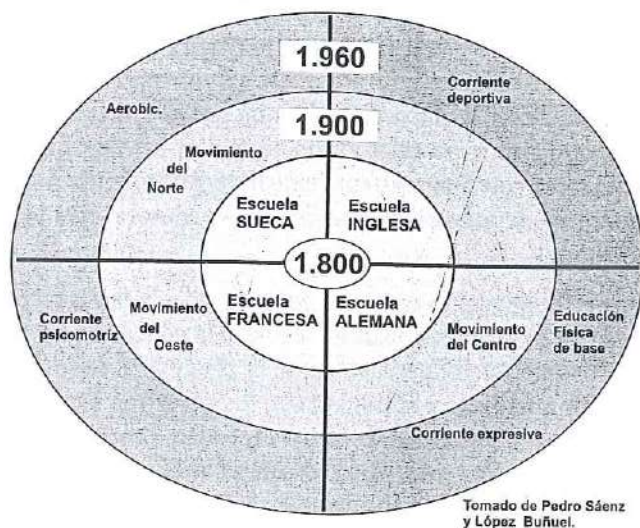 1.960
Corriente
deportiva
Aerobic.
1.900
Movimiento
del
Norte
Escuela
SUECA
Escuela
INGLESA
1.800
Corriente
psicomotriz
Movimiento
del
Oeste
Escuela
FRANCESA
Escuela
ALEMANA
Movimiento
del Centro
Educación
Física
de base
Corriente expresiva
Tomado de Pedro Sáenz
y López Buñuel.